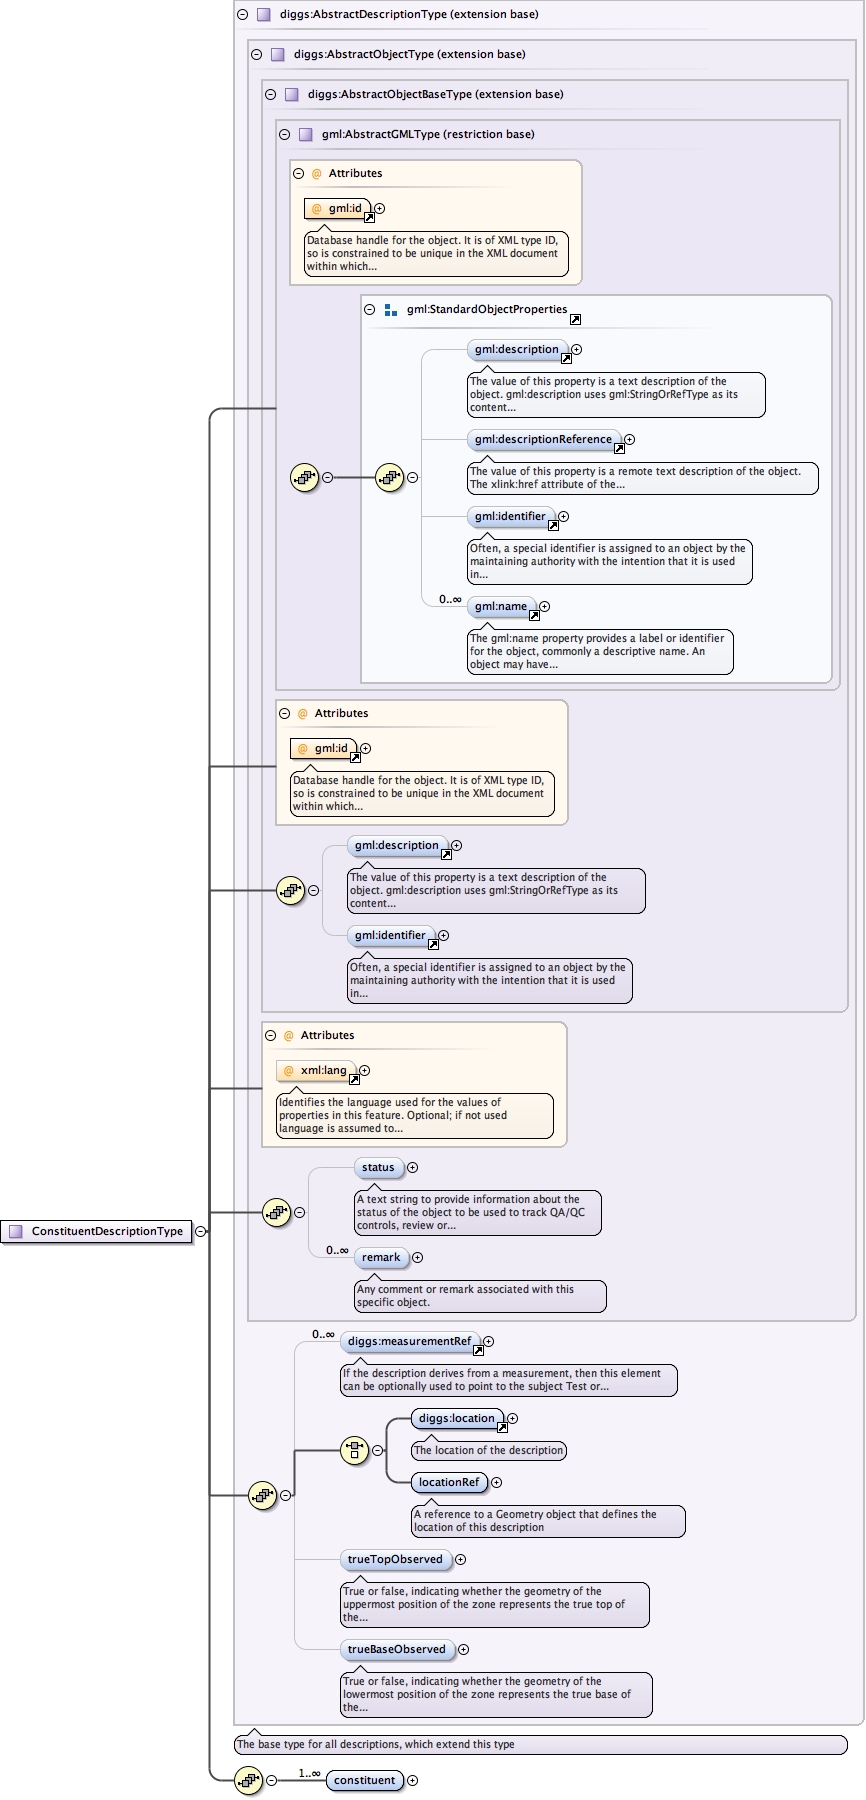 diggs:AbstractDescriptionType (extension base)
diggs:AbstractObjectType (extension base)
diggs:AbstractObjectBaseType (extension base)
gml:AbstractGMLType (restriction base)
@ Attributes
@ gml:id
Database handle for the object. It is of XML type ID,
so is constrained to be unique in the XML document
within which...
gml:StandardObjectProperties
gml:description
The value of this property is a text description of the
object. gml:description uses gml:StringOrRefType as its
content...
gml:descriptionReference
The value of this property is a remote text description of the object.
The xlink:href attribute of the...
gml:identifier
Often, a special identifier is assigned to an object by the
maintaining authority with the intention that it is used
in...
0..∞
gml:name
The gml:name property provides a label or identifier
for the object, commonly a descriptive name. An
object may have...
@ Attributes
@ gml:id
Database handle for the object. It is of XML type ID,
so is constrained to be unique in the XML document
within which...
gml:description
The value of this property is a text description of the
object. gml:description uses gml:StringOrRefType as its
content...
gml:identifier
Often, a special identifier is assigned to an object by the
maintaining authority with the intention that it is used
in...
@ Attributes
@ xml:lang
Identifies the language used for the values of
properties in this feature. Optional; if not used
language is assumed to...
status
A text string to provide information about the
status of the object to be used to track QA/QC
controls, review or...
ConstituentDescriptionType
0..∞
remark
Any comment or remark associated with this
specific object.
0..∞
diggs:measurementRef
If the description derives from a measurement, then this element
can be optionally used to point to the subject Test or...
diggs:location
The location of the description
locationRef
A reference to a Geometry object that defines the
location of this description
trueTopObserved
True or false, indicating whether the geometry of the
uppermost position of the zone represents the true top of
the...
trueBaseObserved
True or false, indicating whether the geometry of the
lowermost position of the zone represents the true base of
the...
The base type for all descriptions, which extend this type
1..∞
constituent